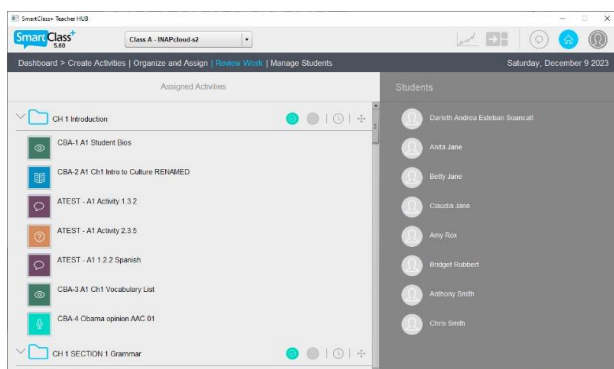 SmartClass+ Teacher HUB
SmartClass+
5.60
Class A - INAPcloud-s2
Dashboard > Create Activities | Organize and Assign | Review Work | Manage Students
Saturday, December 9 2023
Assigned Activities
Students
CH 1 Introduction
CBA-1 A1 Student Bios
CBA-2 A1 Ch1 Intro to Culture RENAMED
ATEST - A1 Activity 1.3.2
ATEST - A1 Activity 2.3.5
ATEST - A1 1.2.2 Spanish
CBA-3 A1 Ch1 Vocabulary List
CBA-4 Obama opinion AAC 01
CH 1 SECTION 1 Grammar
Andrea Esteban
Anita Jane
Betty Jane
Claudia Jane
Amy Rox
Bridget Rubbert
Anthony Smith
Chris Smith